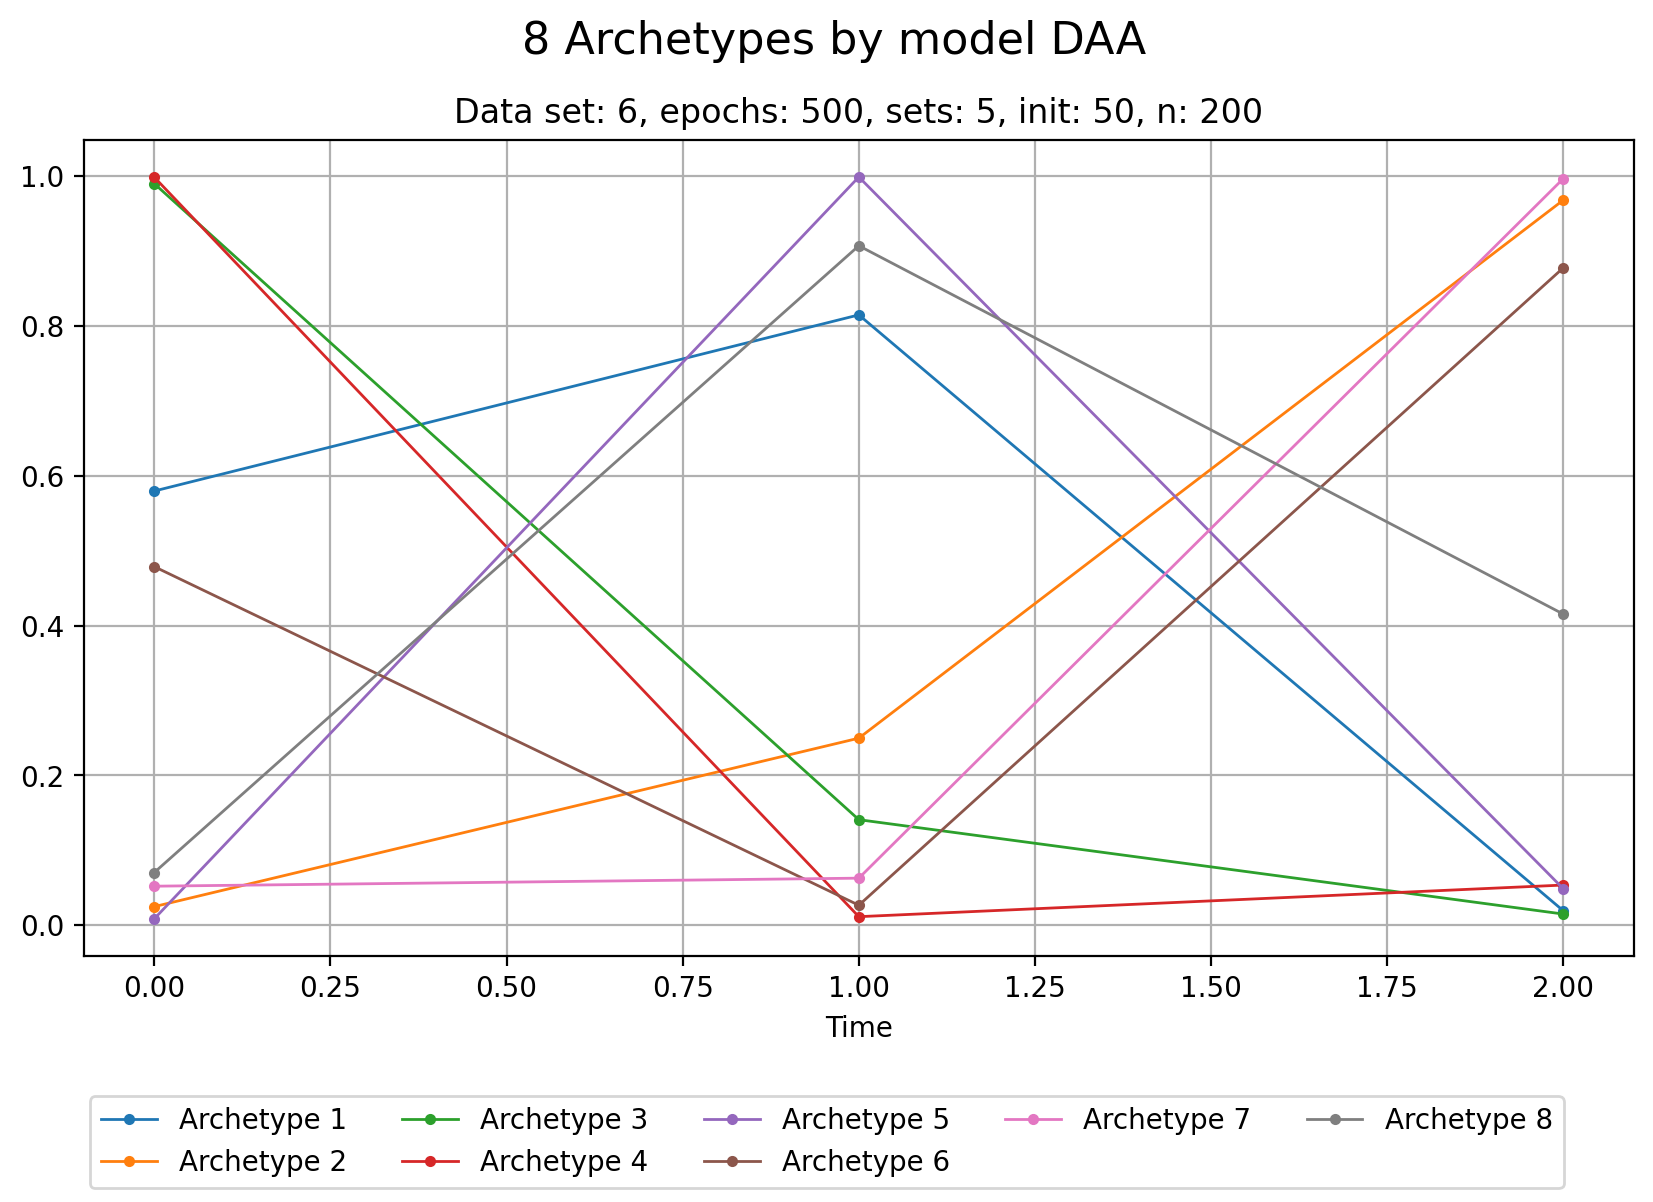 8 Archetypes by model DAA
Data set: 6, epochs: 500, sets: 5, init: 50, n: 200
1.0
0.8
0.6
0.4
0.2
0.0
0.00 0.25 0.50 0.75 1.00 1.25 1.50 1.75 2.00
Time
Archetype 1 Archetype 3 Archetype 5 Archetype 7 Archetype 8
Archetype 2 Archetype 4 Archetype 6